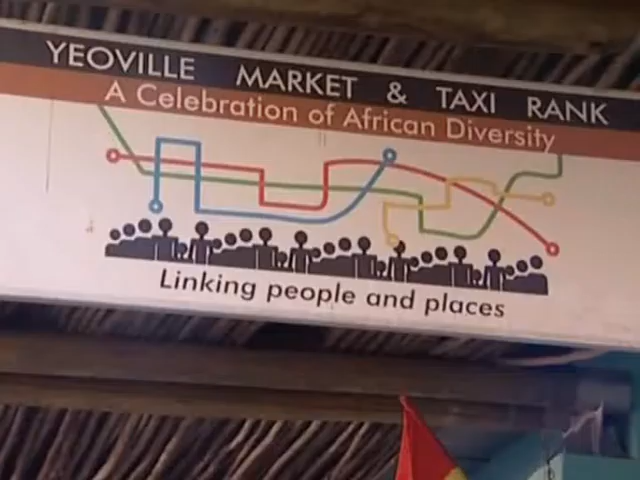 YEOVILLE MARKET & TAXI RANK
A Celebration of African Diversity
Linking people and places